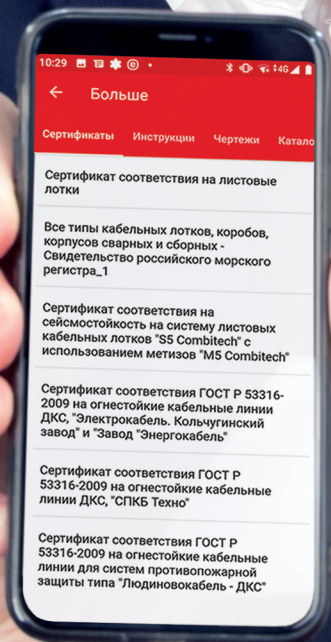 10:29
4G
Больше
Сертификаты Инструкции Чертежи Катало
Сертификат соответствия на листовые
лотки
Все типы кабельных лотков, коробов,
корпусов сварных и сборных -
Свидетельство российского морского
регистра_1
Сертификат соответствия на
сейсмостойкость на систему листовых
кабельных лотков "S5 Combitech" с
использованием метизов "M5 Combitech"
Сертификат соответствия ГОСТ Р 53316-
2009 на огнестойкие кабельные линии
ДКС, "Электрокабель. Кольчугинский
завод" и "Завод "Энергокабель"
Сертификат соответствия ГОСТ Р
53316-2009 на огнестойкие кабельные
линии ДКС, "СПКБ Техно"
Сертификат соответствия ГОСТ Р
53316-2009 на огнестойкие кабельные
линии для систем противопожарной
защиты типа "Людиновокабель - ДКС"